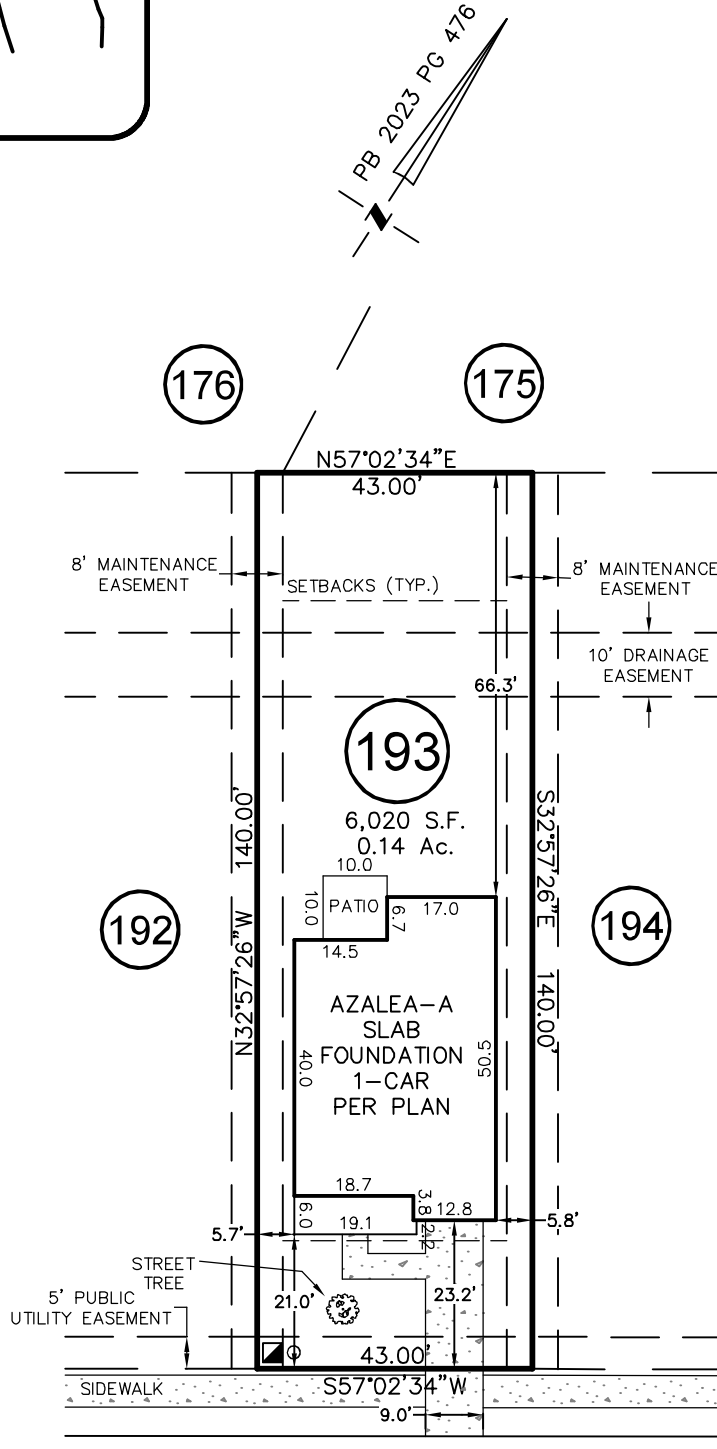 PB 2023 PG 476
176
175
N57°02'34"E
43.00'
8' MAINTENANCE
EASEMENT
SETBACKS (TYP.)
8' MAINTENANCE
EASEMENT
10' DRAINAGE
EASEMENT
66.3'
193
6,020 S.F.
0.14 Ac.
N32°57'26"W 140.00'
S32°57'26"E 140.00'
10.0
10.0
PATIO
6.7
17.0
14.5
192
194
AZALEA-A
SLAB
FOUNDATION
1-CAR
PER PLAN
40.0
50.5
18.7
3.8
12.8
6.0
19.1
2.2
5.7'
5.8'
STREET
TREE
21.0'
23.2'
5' PUBLIC
UTILITY EASEMENT
43.00'
SIDEWALK
S57°02'34"W
9.0'